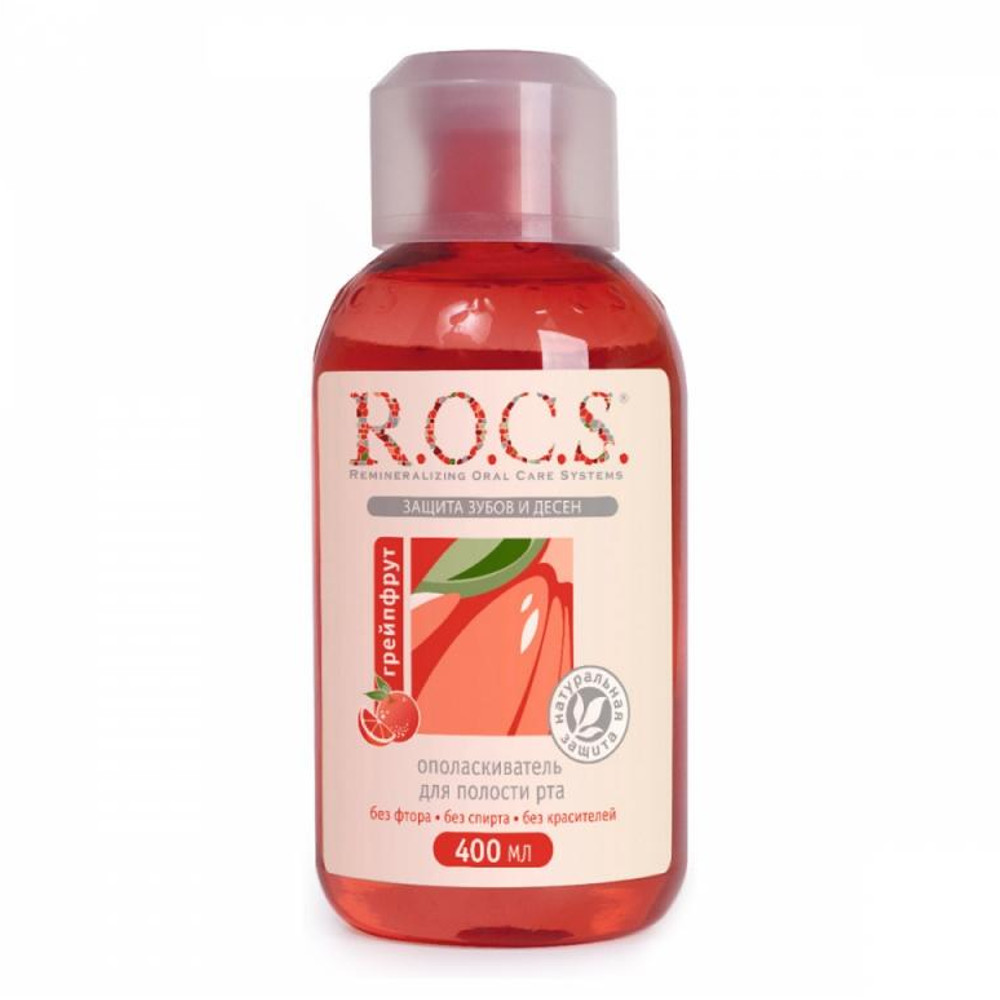 R.O.C.S.®
REMINERALIZING ORAL CARE SYSTEMS
ЗАЩИТА ЗУБОВ И ДЕСЕН
грейпфрут
натуральная
защита
ополаскиватель
для полости рта
без фтора • без спирта • без красителей
400 мл